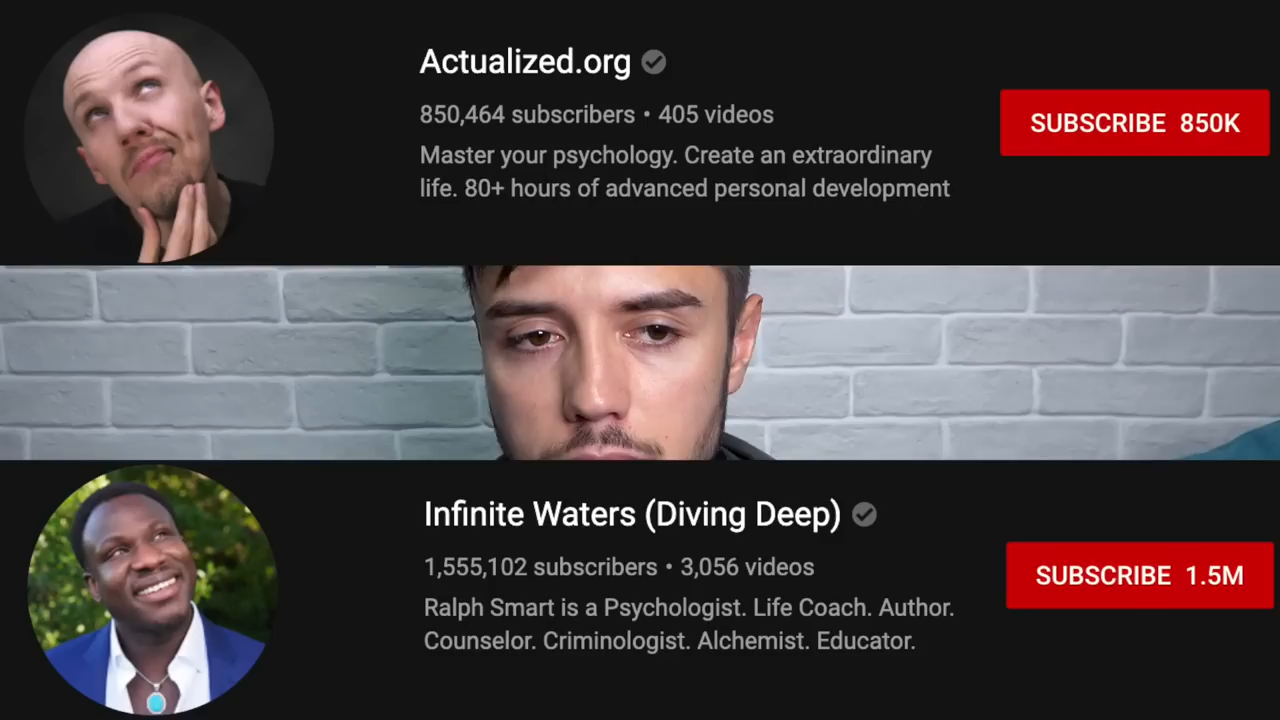 Actualized.org
850,464 subscribers • 405 videos
SUBSCRIBE 850K
Master your psychology. Create an extraordinary
life. 80+ hours of advanced personal development
Infinite Waters (Diving Deep)
1,555,102 subscribers • 3,056 videos
SUBSCRIBE 1.5M
Ralph Smart is a Psychologist. Life Coach. Author.
Counselor. Criminologist. Alchemist. Educator.